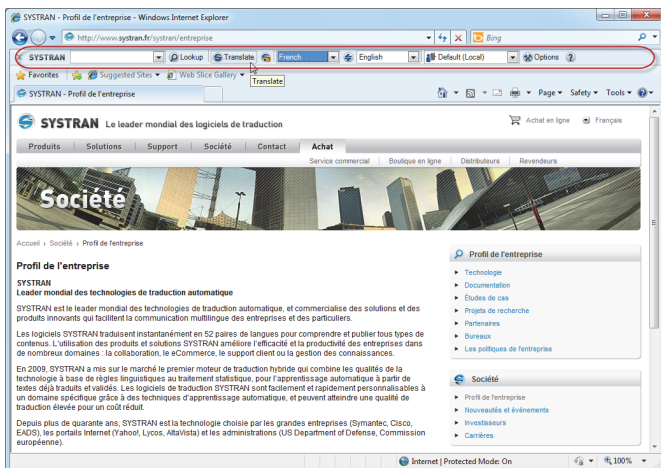 SYSTRAN - Profil de l'entreprise - Windows Internet Explorer
http://www.systran.fr/systran/entreprise
Bing
SYSTRAN Lookup Translate French English Default (Local) Options
Favorites Suggested Sites Web Slice Gallery
Translate
SYSTRAN - Profil de l'entreprise
Page Safety Tools
SYSTRAN Le leader mondial des logiciels de traduction
Achat en ligne Français
Produits Solutions Support Société Contact Achat
Service commercial Boutique en ligne Distributeurs Revendeurs
Société
Accueil › Société › Profil de l'entreprise
Profil de l'entreprise
SYSTRAN
Leader mondial des technologies de traduction automatique
SYSTRAN est le leader mondial des technologies de traduction automatique, et commercialise des solutions et des
produits innovants qui facilitent la communication multilingue des entreprises et des particuliers.
Les logiciels SYSTRAN traduisent instantanément en 52 paires de langues pour comprendre et publier tous types de
contenus. L'utilisation des produits et solutions SYSTRAN améliore l'efficacité et la productivité des entreprises dans
de nombreux domaines : la collaboration, le eCommerce, le support client ou la gestion des connaissances.
En 2009, SYSTRAN a mis sur le marché le premier moteur de traduction hybride qui combine les qualités de la
technologie à base de règles linguistiques au traitement statistique, pour l'apprentissage automatique à partir de
textes déjà traduits et validés. Les logiciels de traduction SYSTRAN sont facilement et rapidement personnalisables à
un domaine spécifique grâce à des techniques d'apprentissage automatique, et peuvent atteindre une qualité de
traduction élevée pour un coût réduit.
Depuis plus de quarante ans, SYSTRAN est la technologie choisie par les grandes entreprises (Symantec, Cisco,
EADS), les portails Internet (Yahoo!, Lycos, AltaVista) et les administrations (US Department of Defense, Commission
européenne).
Profil de l'entreprise
Technologie
Documentation
Études de cas
Projets de recherche
Partenaires
Bureaux
Les politiques de l'entreprise
Société
Profil de l'entreprise
Nouveautés et évènements
Investisseurs
Carrières
Internet | Protected Mode: On 100%